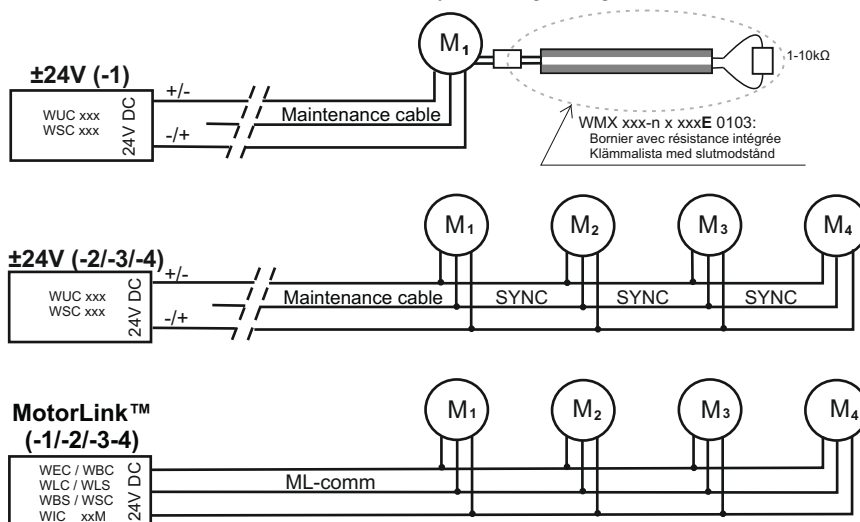 M1
1-10kΩ
±24V (-1)
WUC xxx
WSC xxx
24V DC
+/-
Maintenance cable
-/+
WMX xxx-n x xxxE 0103:
Bornier avec résistance intégrée
Klämmalista med slutmodstånd
M1 M2 M3 M4
±24V (-2/-3/-4)
WUC xxx
WSC xxx
24V DC
+/-
Maintenance cable SYNC SYNC SYNC
-/+
M1 M2 M3 M4
MotorLink™
(-1/-2/-3-4)
WEC / WBC
WLC / WLS
WBS / WSC
WIC xxM
24V DC
ML-comm